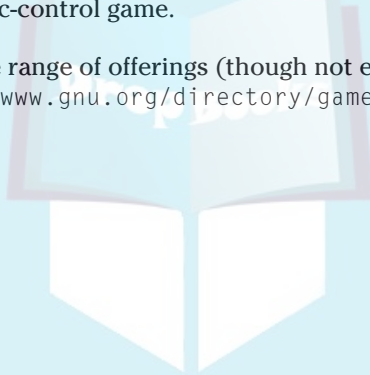 c-control game.
range of offerings (though not e
www.gnu.org/directory/game